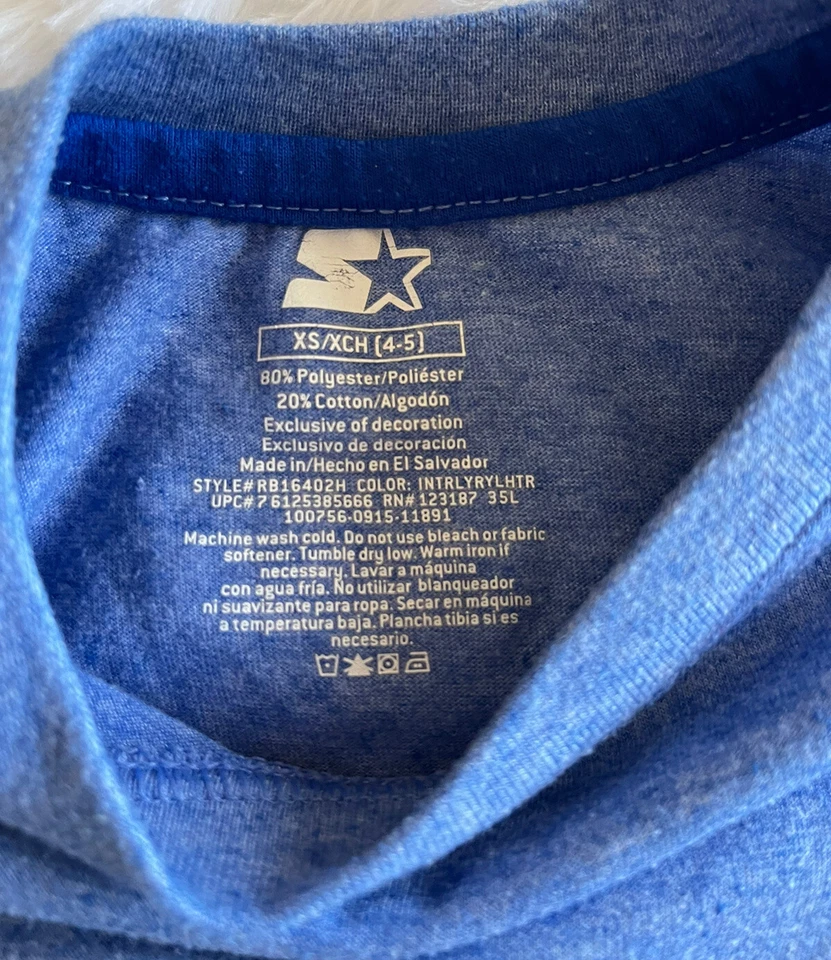 XS/XCH (4-5)
80% Polyester/Poliéster
20% Cotton/Algodón
Exclusive of decoration
Exclusivo de decoración
Made in/Hecho en El Salvador
STYLE# RB16402H COLOR: INTRLYRYLHTR
UPC# 7 6125385666 RN# 123187 35L
100756-0915-11891
Machine wash cold. Do not use bleach or fabric
softener. Tumble dry low. Warm iron if
necessary. Lavar a máquina
con agua fría. No utilizar blanqueador
ni suavizante para ropa. Secar en máquina
a temperatura baja. Plancha tibia si es
necesario.